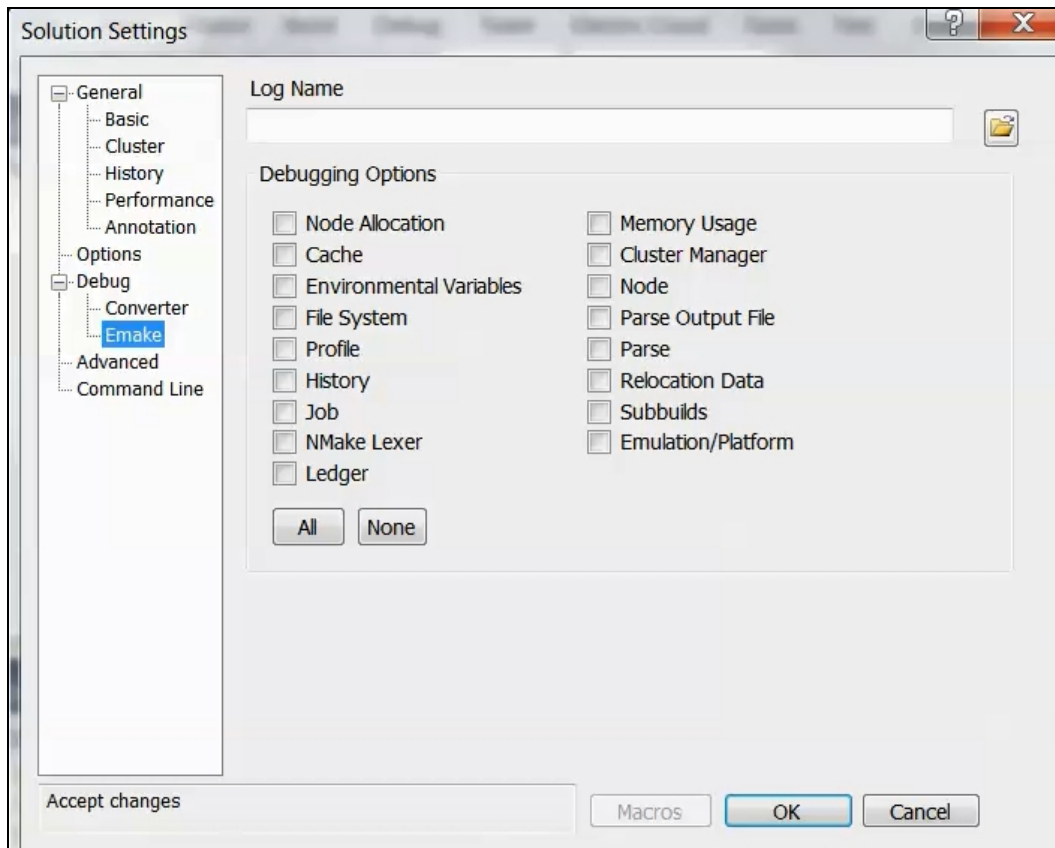 Solution Settings
General
Basic
Cluster
History
Performance
Annotation
Options
Debug
Converter
Emake
Advanced
Command Line
Log Name
Debugging Options
Node Allocation
Cache
Environmental Variables
File System
Profile
History
Job
NMake Lexer
Ledger
Memory Usage
Cluster Manager
Node
Parse Output File
Parse
Relocation Data
Subbuilds
Emulation/Platform
All None
Accept changes
Macros OK Cancel